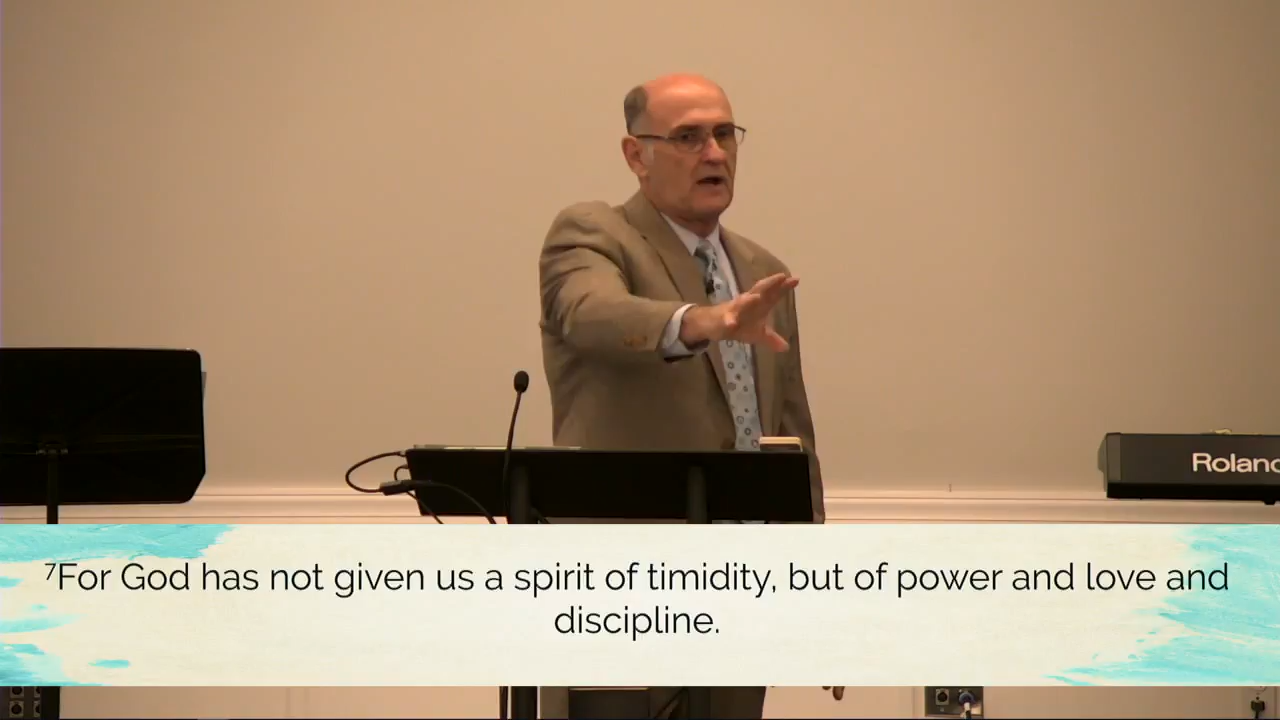 Roland
⁷For God has not given us a spirit of timidity, but of power and love and
discipline.